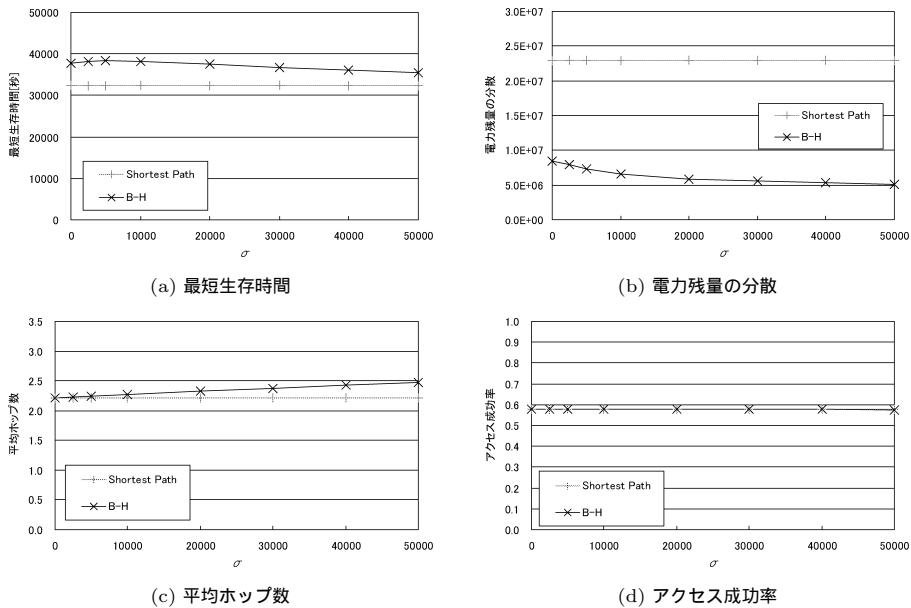 50000
40000
30000
20000
10000
0
最短生存時間[秒]
Shortest Path
B-H
0 10000 20000 30000 40000 50000
σ
(a) 最短生存時間
3.0E+07
2.5E+07
2.0E+07
1.5E+07
1.0E+07
5.0E+06
0.0E+00
電力残量の分散
Shortest Path
B-H
0 10000 20000 30000 40000 50000
σ
(b) 電力残量の分散
3.5
3.0
2.5
2.0
1.5
1.0
0.5
0.0
平均ホップ数
Shortest Path
B-H
0 10000 20000 30000 40000 50000
σ
(c) 平均ホップ数
1.0
0.9
0.8
0.7
0.6
0.5
0.4
0.3
0.2
0.1
0.0
アクセス成功率
Shortest Path
B-H
0 10000 20000 30000 40000 50000
σ
(d) アクセス成功率